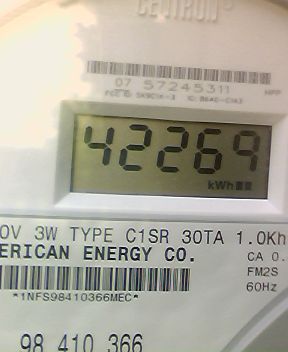 CELTRON
07 57245311
HPP
42269
kWh
0V 3W TYPE C1SR 30TA 1.0Kh
ERICAN ENERGY CO.
CA 0.
*1NFS98410366MEC*
FM2S
60Hz
98 410 366